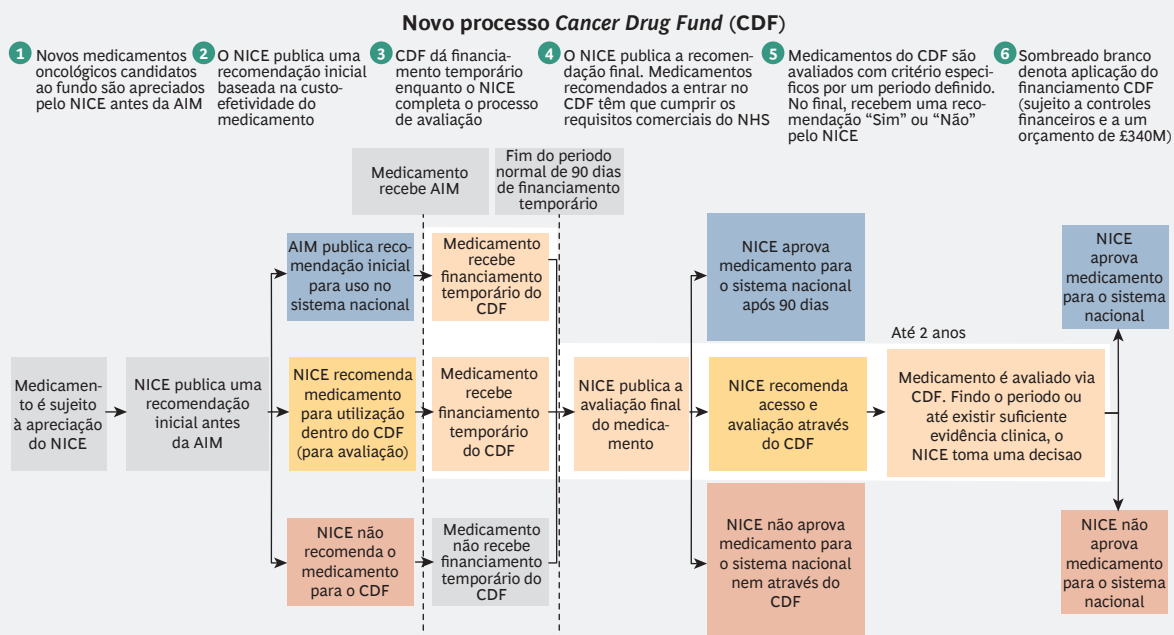 Novo processo Cancer Drug Fund (CDF)
1 Novos medicamentos
oncológicos candidatos
ao fundo são apreciados
pelo NICE antes da AIM
2 O NICE publica uma
recomendação inicial
baseada na custo-
efetividade do
medicamento
3 CDF dá financia-
mento temporário
enquanto o NICE
completa o processo
de avaliação
4 O NICE publica a recomen-
dação final. Medicamentos
recomendados a entrar no
CDF têm que cumprir os
requisitos comerciais do NHS
5 Medicamentos do CDF são
avaliados com critério especi-
ficos por um periodo definido.
No final, recebem uma reco-
mendação “Sim” ou “Não”
pelo NICE
6 Sombreado branco
denota aplicação do
financiamento CDF
(sujeito a controles
financeiros e a um
orçamento de £340M)
Medicamento
recebe AIM
Fim do periodo
normal de 90 dias
de financiamento
temporário
AIM publica reco-
mendação inicial
para uso no
sistema nacional
Medicamento
recebe
financiamento
temporário do
CDF
NICE aprova
medicamento para
o sistema nacional
após 90 dias
NICE
aprova
medicamento
para o sistema
nacional
Até 2 anos
Medicamen-
to é sujeito
à apreciação
do NICE
NICE publica uma
recomendação
inicial antes
da AIM
NICE recomenda
medicamento
para utilização
dentro do CDF
(para avaliação)
Medicamento
recebe
financiamento
temporário
do CDF
NICE publica a
avaliação final
do medica-
mento
NICE recomenda
acesso e
avaliação através
do CDF
Medicamento é avaliado via
CDF. Findo o periodo ou
até existir suficiente
evidência clinica, o
NICE toma uma decisao
NICE não
recomenda o
medicamento
para o CDF
Medicamento
não recebe
financiamento
temporário do
CDF
NICE não aprova
medicamento para
o sistema nacional
nem através do
CDF
NICE não
aprova
medicamento
para o sistema
nacional